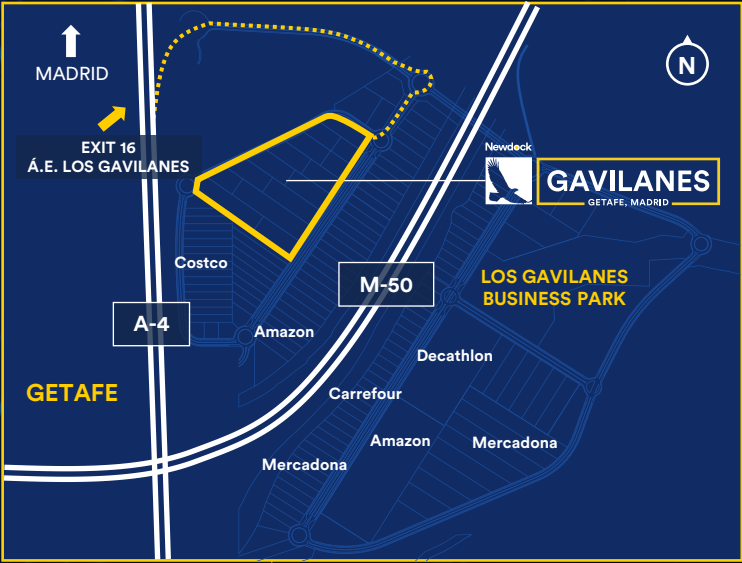 MADRID
N
EXIT 16
Á.E. LOS GAVILANES
Newdock
GAVILANES
GETAFE, MADRID
Costco
M-50
LOS GAVILANES
BUSINESS PARK
A-4
Amazon
Decathlon
GETAFE
Carrefour
Amazon
Mercadona
Mercadona